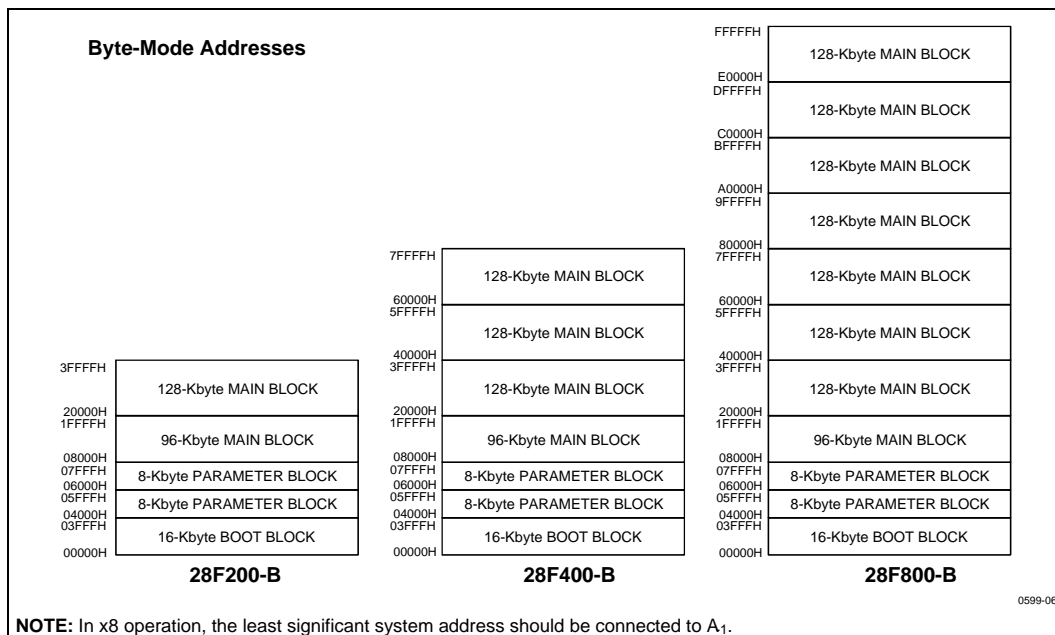 Byte-Mode Addresses
3FFFFH
128-Kbyte MAIN BLOCK
20000H
1FFFFH
96-Kbyte MAIN BLOCK
08000H
07FFFH
8-Kbyte PARAMETER BLOCK
06000H
05FFFH
8-Kbyte PARAMETER BLOCK
04000H
03FFFH
16-Kbyte BOOT BLOCK
00000H
28F200-B
7FFFFH
128-Kbyte MAIN BLOCK
60000H
5FFFFH
128-Kbyte MAIN BLOCK
40000H
3FFFFH
128-Kbyte MAIN BLOCK
20000H
1FFFFH
96-Kbyte MAIN BLOCK
08000H
07FFFH
8-Kbyte PARAMETER BLOCK
06000H
05FFFH
8-Kbyte PARAMETER BLOCK
04000H
03FFFH
16-Kbyte BOOT BLOCK
00000H
28F400-B
FFFFFH
128-Kbyte MAIN BLOCK
E0000H
DFFFFH
128-Kbyte MAIN BLOCK
C0000H
BFFFFH
128-Kbyte MAIN BLOCK
A0000H
9FFFFH
128-Kbyte MAIN BLOCK
80000H
7FFFFH
128-Kbyte MAIN BLOCK
60000H
5FFFFH
128-Kbyte MAIN BLOCK
40000H
3FFFFH
128-Kbyte MAIN BLOCK
20000H
1FFFFH
96-Kbyte MAIN BLOCK
08000H
07FFFH
8-Kbyte PARAMETER BLOCK
06000H
05FFFH
8-Kbyte PARAMETER BLOCK
04000H
03FFFH
16-Kbyte BOOT BLOCK
00000H
28F800-B
0599-06
NOTE: In x8 operation, the least significant system address should be connected to A₁.